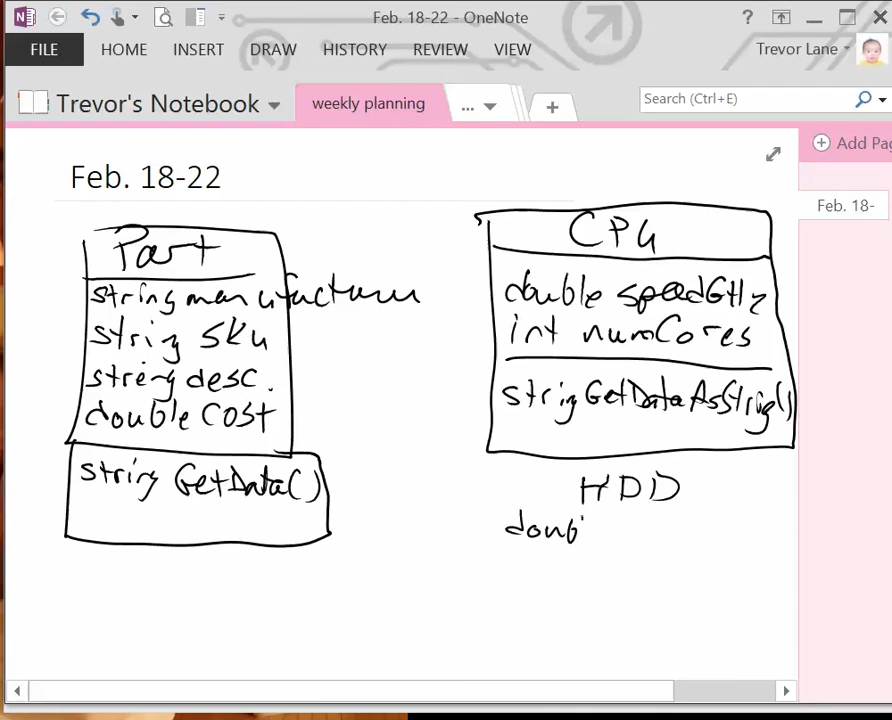 Feb. 18-22 - OneNote
FILE HOME INSERT DRAW HISTORY REVIEW VIEW
Trevor Lane
Trevor's Notebook
weekly planning
...
Search (Ctrl+E)
Add Pag
Feb. 18-22
Feb. 18-
Part
string manufacturer
string SKU
string desc.
double cost
string GetData()
CPU
double speedGHz
int numCores
string GetDataAsString()
HDD
doub